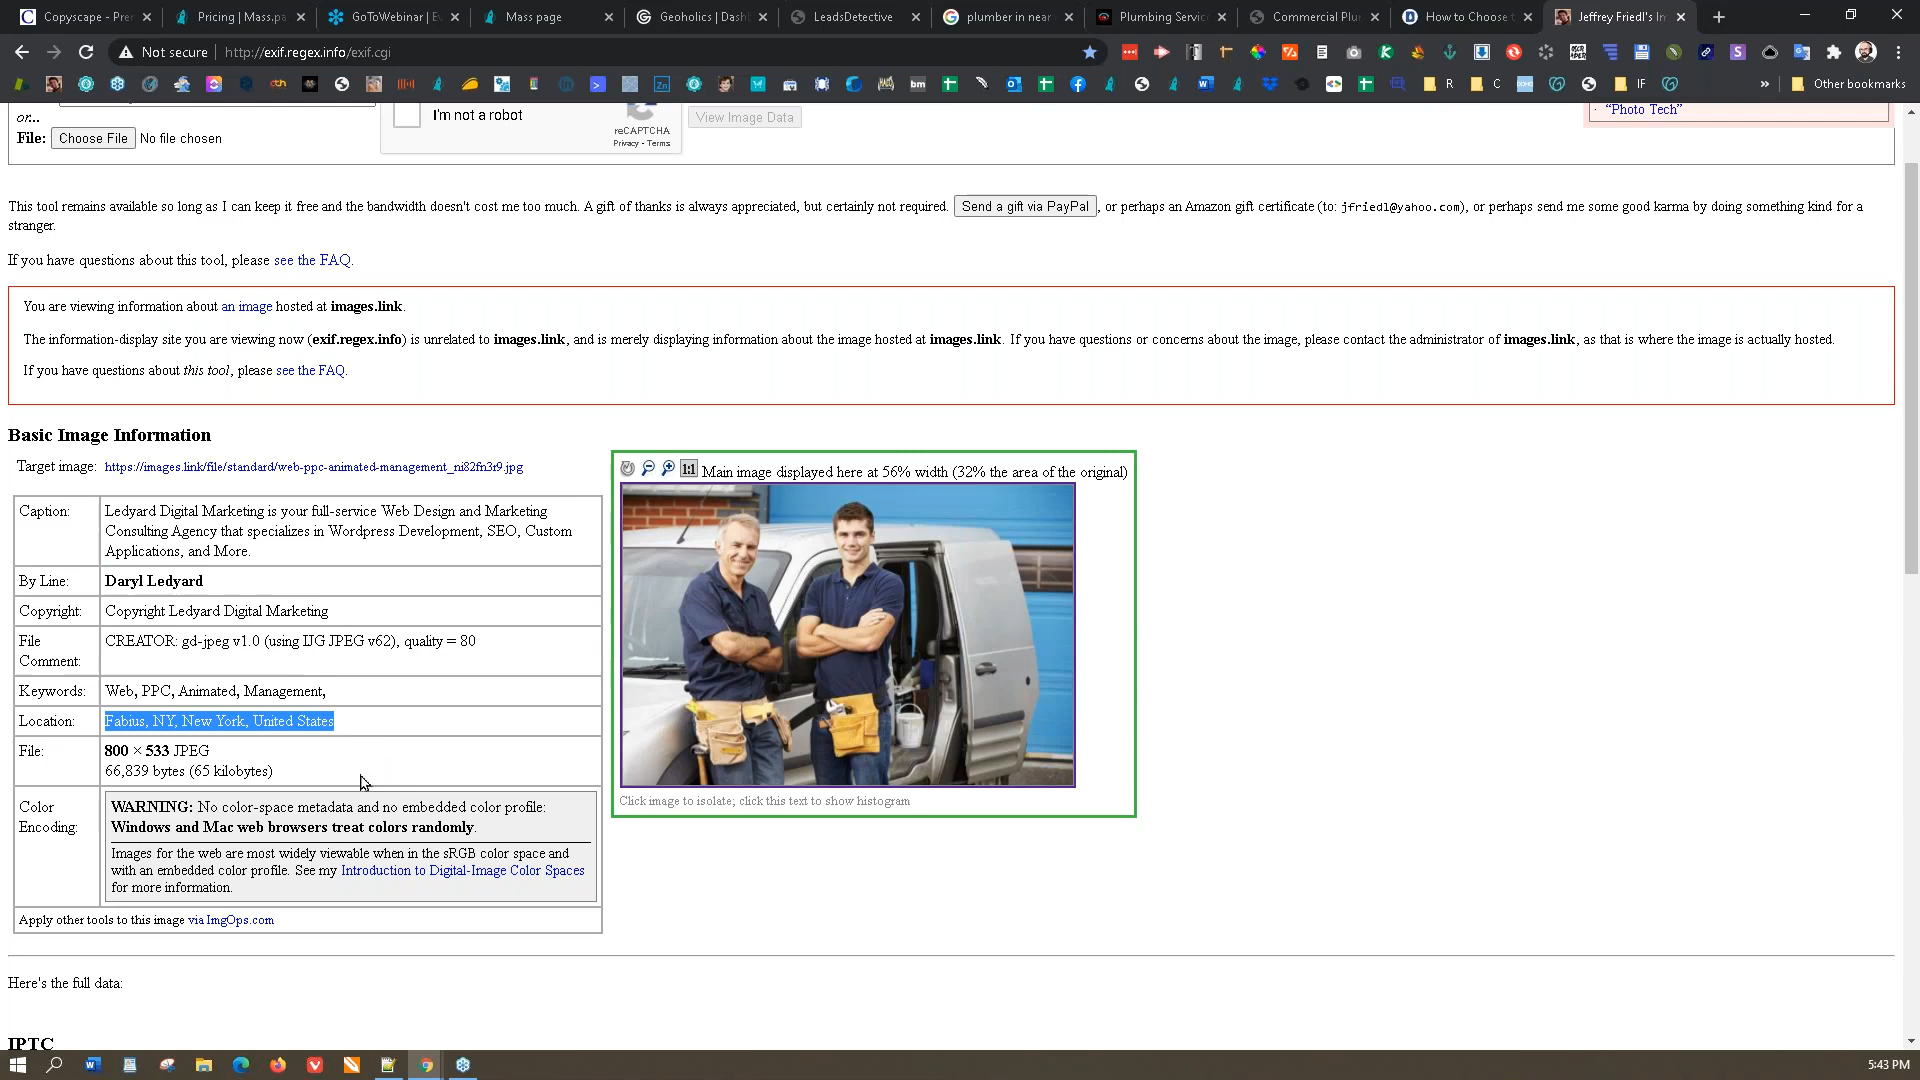 Copyscape - Pre
Pricing | Mass.pa
GoToWebinar | E
Mass page
Geoholics | Dash
LeadsDetective
plumber in near
Plumbing Servic
Commercial Plu
How to Choose t
Jeffrey Friedl's In
Not secure
http://exif.regex.info/exif.cgi
R
C
IF
»
Other bookmarks
or...
File: Choose File No file chosen
I'm not a robot
reCAPTCHA
Privacy - Terms
View Image Data
· "Photo Tech"
This tool remains available so long as I can keep it free and the bandwidth doesn't cost me too much. A gift of thanks is always appreciated, but certainly not required. Send a gift via PayPal, or perhaps an Amazon gift certificate (to: jfriedl@yahoo.com), or perhaps send me some good karma by doing something kind for a
stranger.
If you have questions about this tool, please see the FAQ.
You are viewing information about an image hosted at images.link.
The information-display site you are viewing now (exif.regex.info) is unrelated to images.link, and is merely displaying information about the image hosted at images.link. If you have questions or concerns about the image, please contact the administrator of images.link, as that is where the image is actually hosted.
If you have questions about this tool, please see the FAQ.
Basic Image Information
Target image: https://images.link/file/standard/web-ppc-animated-management_ni82fn3r9.jpg
Caption: Ledyard Digital Marketing is your full-service Web Design and Marketing
Consulting Agency that specializes in Wordpress Development, SEO, Custom
Applications, and More.
By Line: Daryl Ledyard
Copyright: Copyright Ledyard Digital Marketing
File Comment: CREATOR: gd-jpeg v1.0 (using IJG JPEG v62), quality = 80
Keywords: Web, PPC, Animated, Management,
Location: Fabius, NY, New York, United States
File: 800 × 533 JPEG
66,839 bytes (65 kilobytes)
Color Encoding: WARNING: No color-space metadata and no embedded color profile:
Windows and Mac web browsers treat colors randomly.
Images for the web are most widely viewable when in the sRGB color space and
with an embedded color profile. See my Introduction to Digital-Image Color Spaces
for more information.
Apply other tools to this image via ImgOps.com
1:1 Main image displayed here at 56% width (32% the area of the original)
Click image to isolate; click this text to show histogram
Here's the full data:
IPTC
5:43 PM